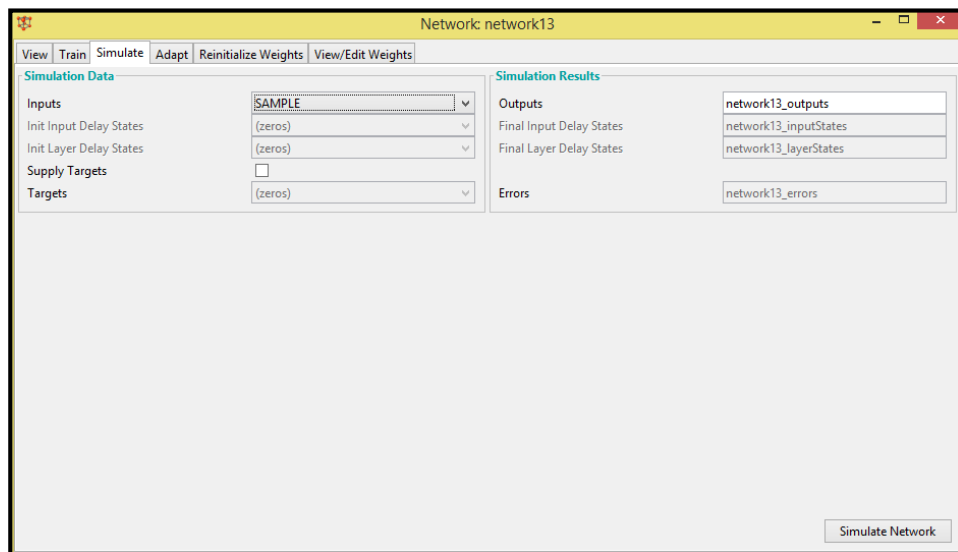 Network: network13
View Train Simulate Adapt Reinitialize Weights View/Edit Weights
Simulation Data
Inputs SAMPLE
Init Input Delay States (zeros)
Init Layer Delay States (zeros)
Supply Targets
Targets (zeros)
Simulation Results
Outputs network13_outputs
Final Input Delay States network13_inputStates
Final Layer Delay States network13_layerStates
Errors network13_errors
Simulate Network